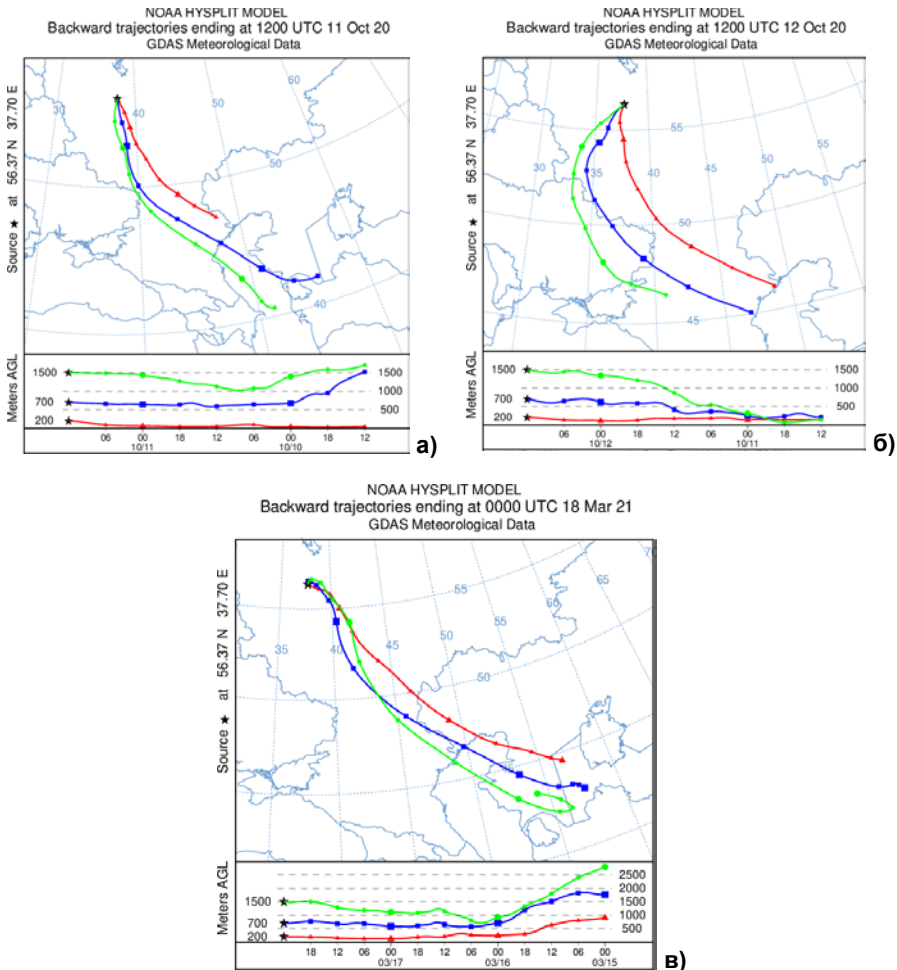 NOAA HYSPLIT MODEL
Backward trajectories ending at 1200 UTC 11 Oct 20
GDAS Meteorological Data
Source ★ at 56.37 N 37.70 E
30
40
50
60
50
40
Meters AGL
1500
700
200
1500
1000
500
06 00 18 12 06 00 18 12
10/11 10/10
а)
NOAA HYSPLIT MODEL
Backward trajectories ending at 1200 UTC 12 Oct 20
GDAS Meteorological Data
Source ★ at 56.37 N 37.70 E
30
35
40
45
50
55
60
55
50
45
Meters AGL
1500
700
200
1500
1000
500
06 00 18 12 06 00 18 12
10/12 10/11
б)
NOAA HYSPLIT MODEL
Backward trajectories ending at 0000 UTC 18 Mar 21
GDAS Meteorological Data
Source ★ at 56.37 N 37.70 E
35
40
45
50
55
60
65
70
55
50
Meters AGL
1500
700
200
2500
2000
1500
1000
500
18 12 06 00 18 12 06 00 18 12 06 00
03/17 03/16 03/15
в)